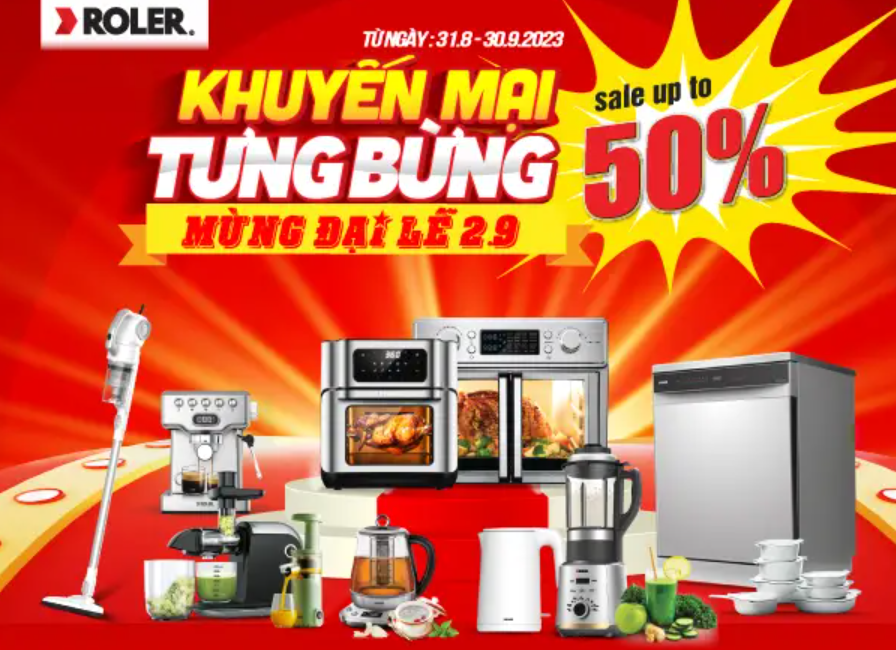 ROLER.
TỪ NGÀY : 31.8 - 30.9.2023
KHUYẾN MẠI
TƯNG BỪNG
MỪNG ĐẠI LỄ 2.9
sale up to
50%
360